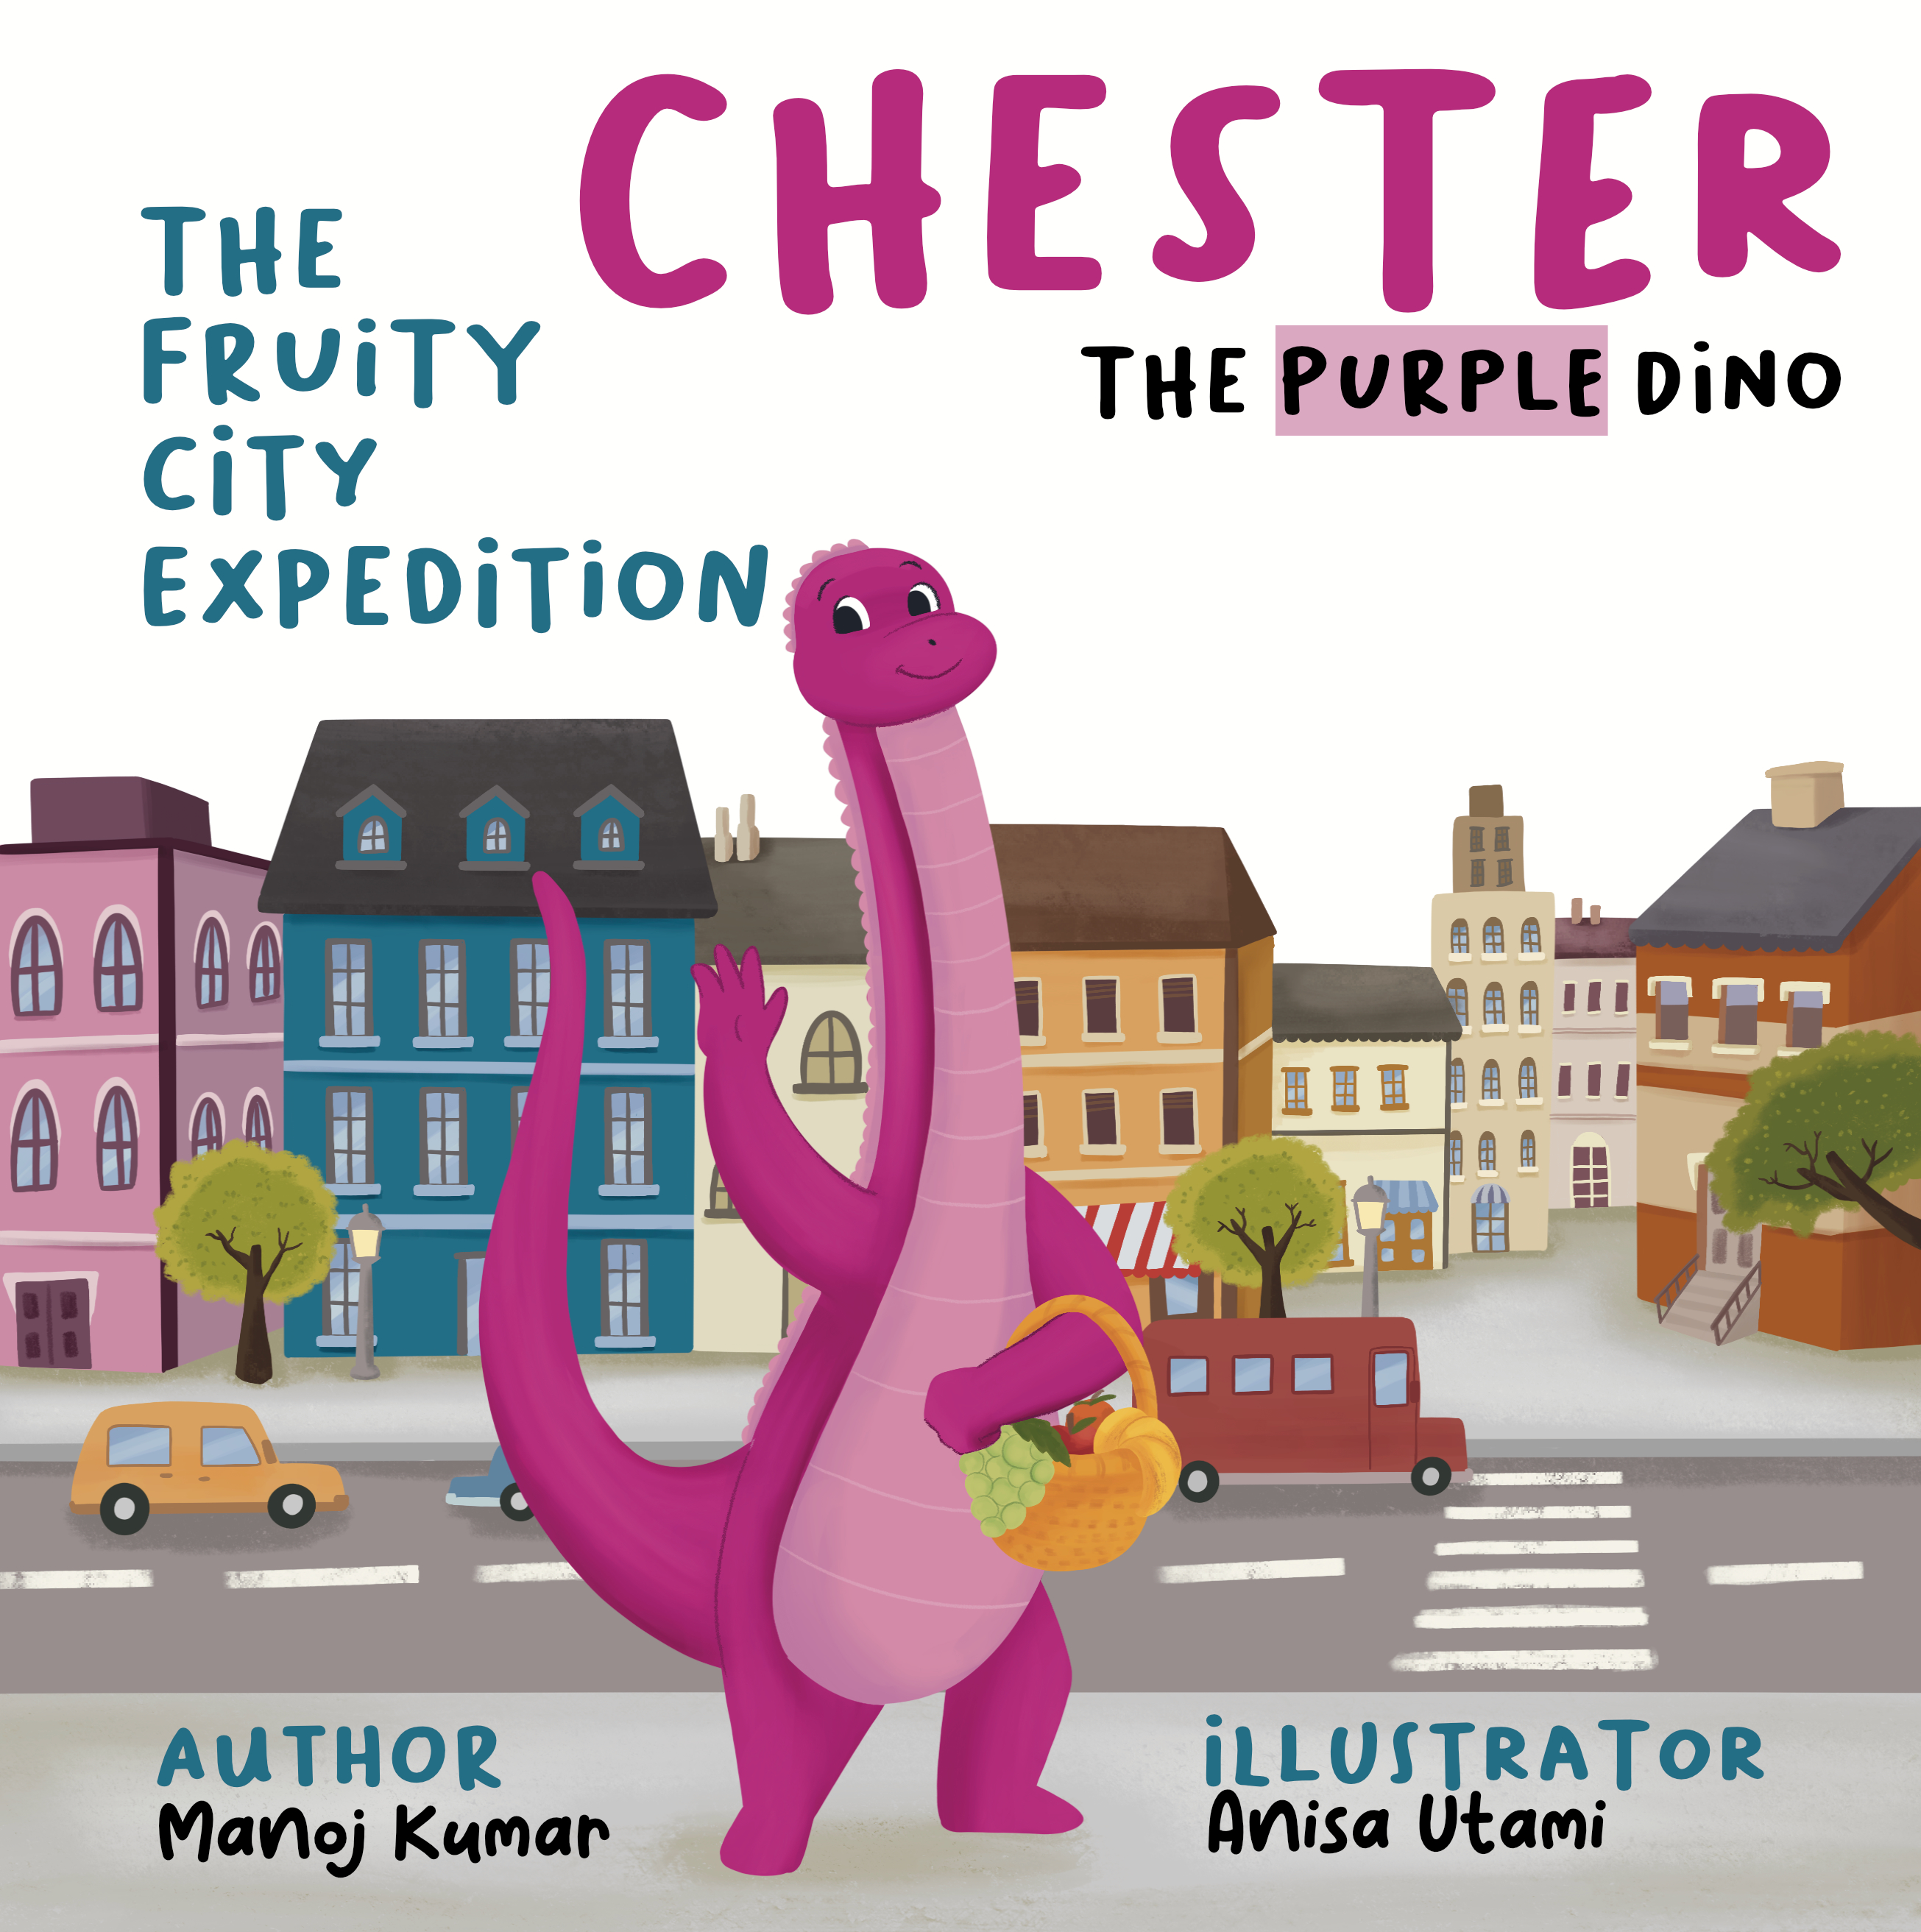 CHESTER
THE PURPLE DiNO
THE
FRUiTY
CiTY
EXPEDiTiON
AUTHOR
Manoj Kumar
iLLUSTRATOR
Anisa Utami